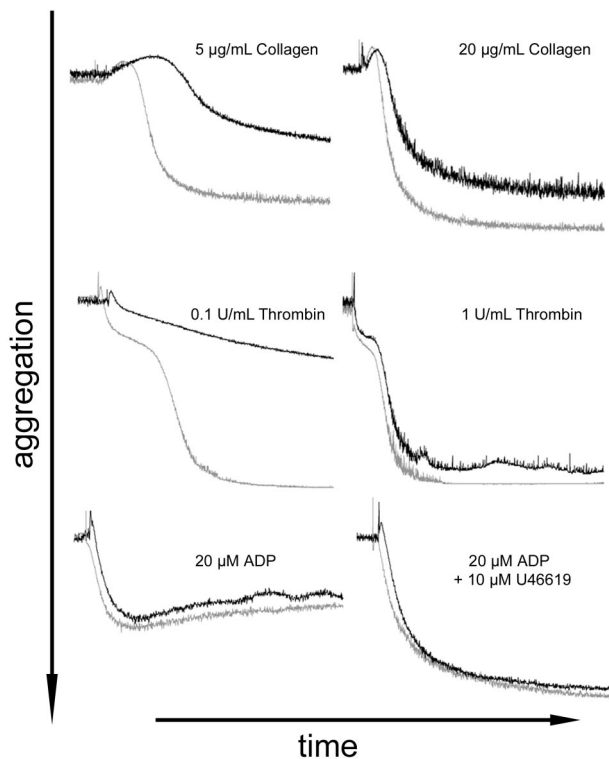 5 µg/mL Collagen
20 µg/mL Collagen
0.1 U/mL Thrombin
1 U/mL Thrombin
20 µM ADP
20 µM ADP
+ 10 µM U46619
aggregation
time